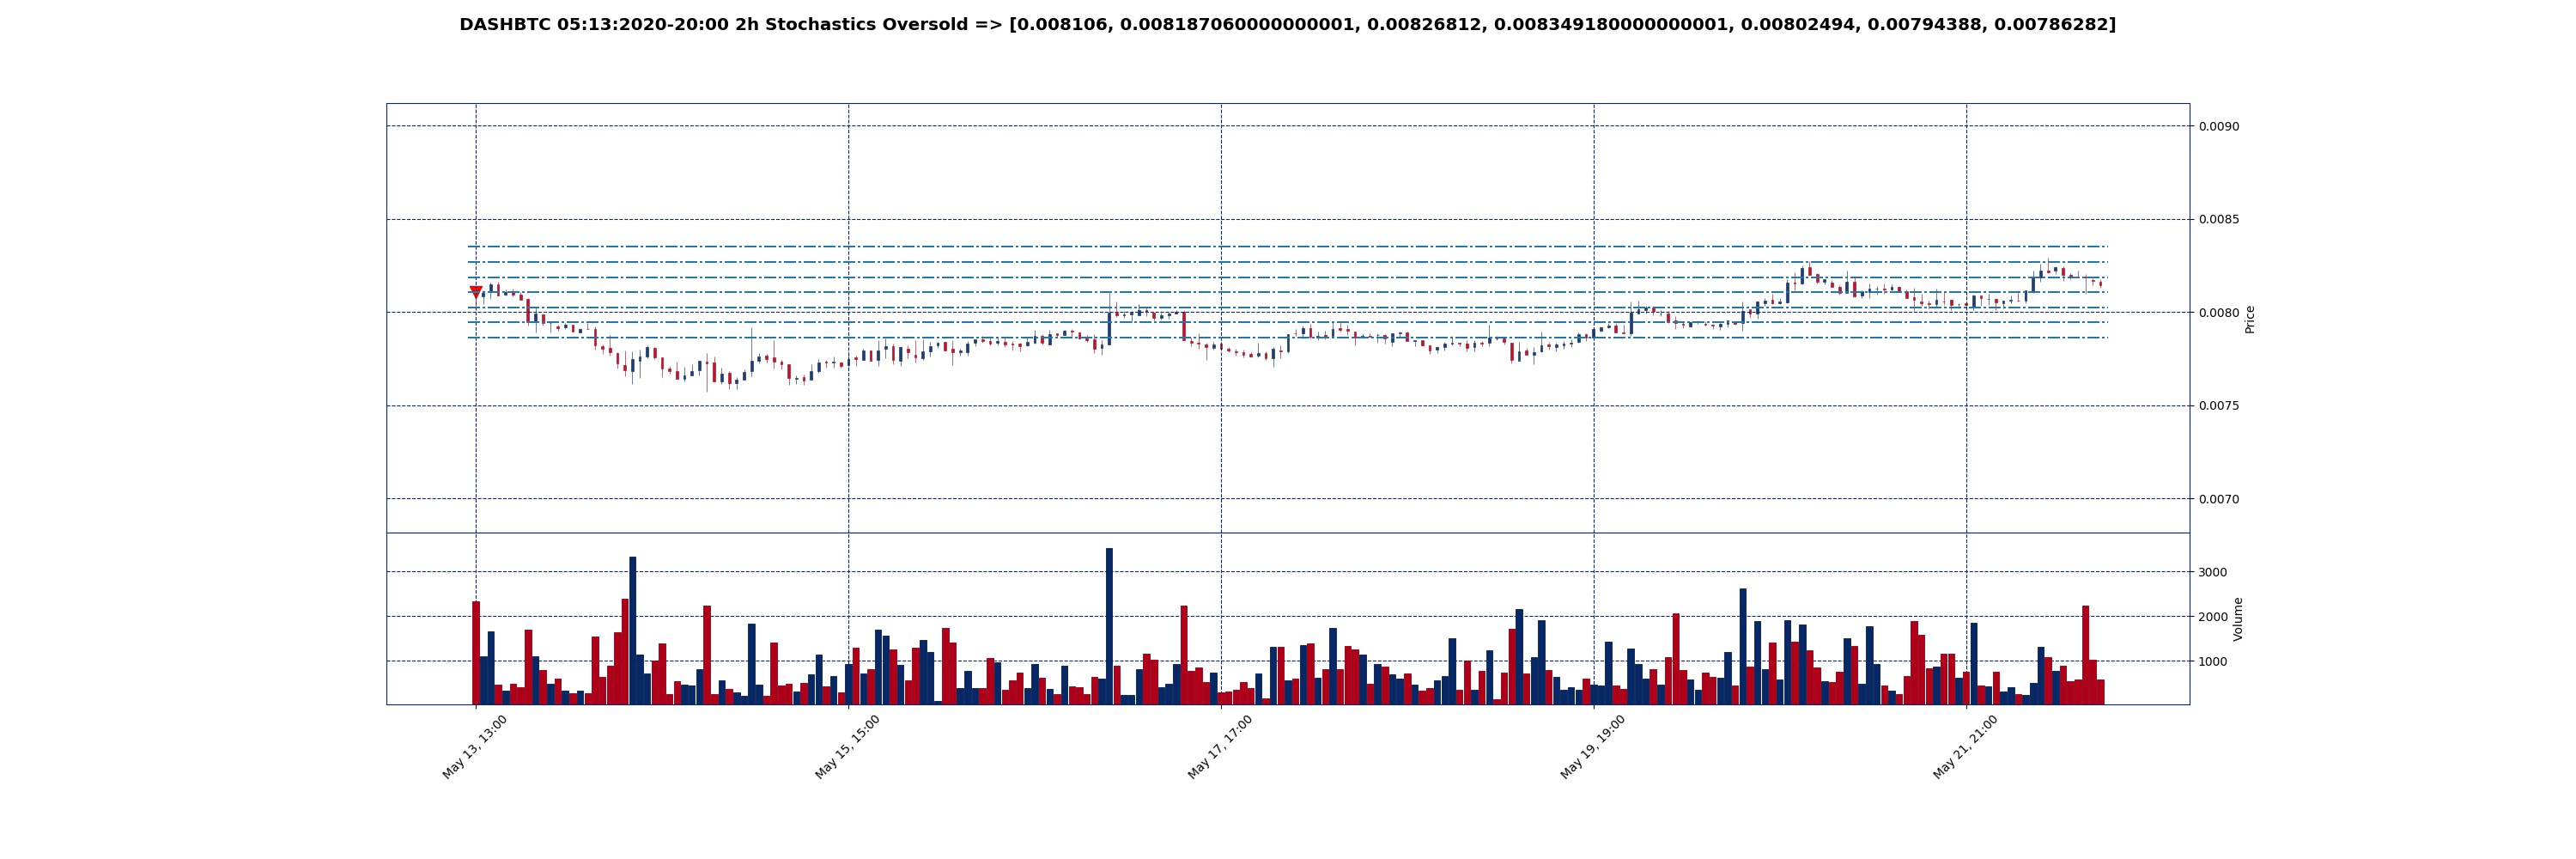 DASHBTC 05:13:2020-20:00 2h Stochastics Oversold => [0.008106, 0.008187060000000001, 0.00826812, 0.008349180000000001, 0.00802494, 0.00794388, 0.00786282]
0.0090
0.0085
0.0080
0.0075
0.0070
Price
3000
2000
1000
Volume
May 13, 13:00
May 15, 15:00
May 17, 17:00
May 19, 19:00
May 21, 21:00